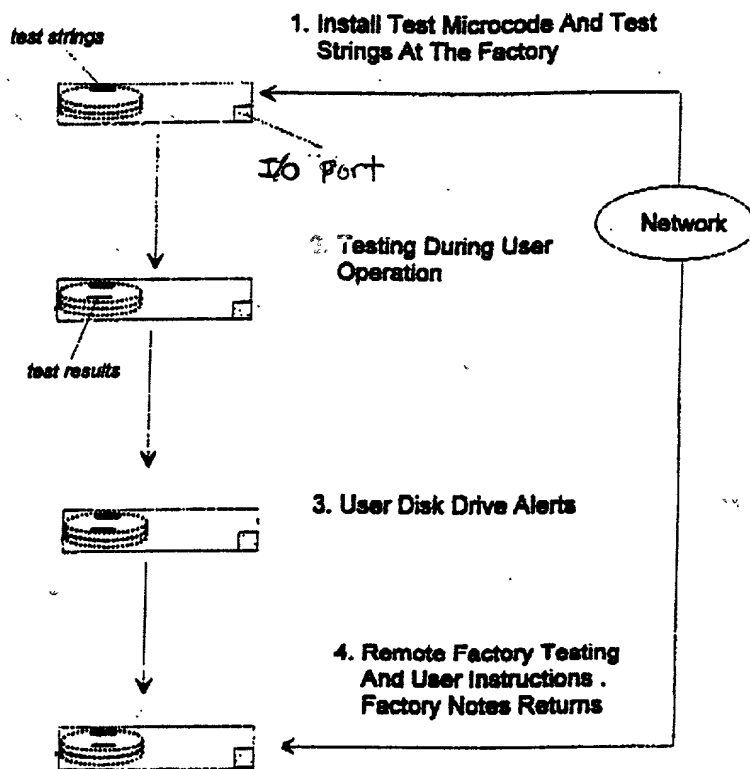 test strings
1. Install Test Microcode And Test
Strings At The Factory
I/O Port
Network
2. Testing During User
Operation
test results
3. User Disk Drive Alerts
4. Remote Factory Testing
And User Instructions .
Factory Notes Returns